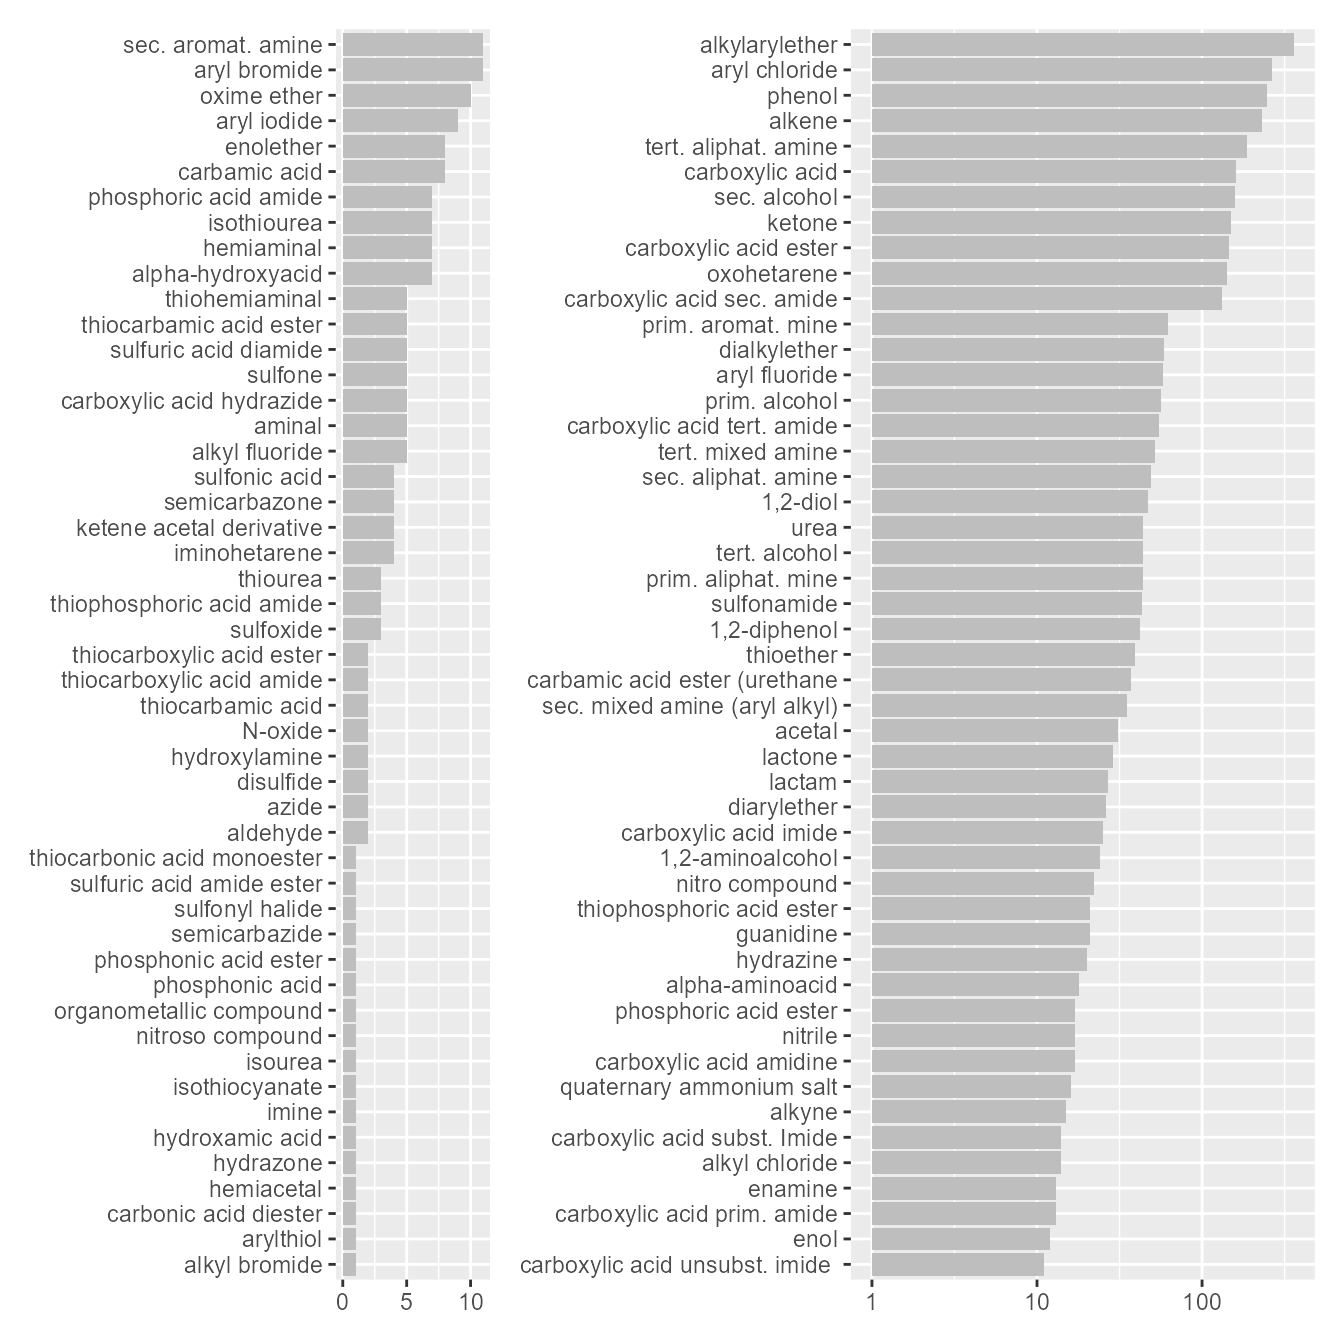 sec. aromat. amine
aryl bromide
oxime ether
aryl iodide
enolether
carbamic acid
phosphoric acid amide
isothiourea
hemiaminal
alpha-hydroxyacid
thiohemiaminal
thiocarbamic acid ester
sulfuric acid diamide
sulfone
carboxylic acid hydrazide
aminal
alkyl fluoride
sulfonic acid
semicarbazone
ketene acetal derivative
iminohetarene
thiourea
thiophosphoric acid amide
sulfoxide
thiocarboxylic acid ester
thiocarboxylic acid amide
thiocarbamic acid
N-oxide
hydroxylamine
disulfide
azide
aldehyde
thiocarbonic acid monoester
sulfuric acid amide ester
sulfonyl halide
semicarbazide
phosphonic acid ester
phosphonic acid
organometallic compound
nitroso compound
isourea
isothiocyanate
imine
hydroxamic acid
hydrazone
hemiacetal
carbonic acid diester
arylthiol
alkyl bromide
0 5 10
alkylarylether
aryl chloride
phenol
alkene
tert. aliphat. amine
carboxylic acid
sec. alcohol
ketone
carboxylic acid ester
oxohetarene
carboxylic acid sec. amide
prim. aromat. mine
dialkylether
aryl fluoride
prim. alcohol
carboxylic acid tert. amide
tert. mixed amine
sec. aliphat. amine
1,2-diol
urea
tert. alcohol
prim. aliphat. mine
sulfonamide
1,2-diphenol
thioether
carbamic acid ester (urethane
sec. mixed amine (aryl alkyl)
acetal
lactone
lactam
diarylether
carboxylic acid imide
1,2-aminoalcohol
nitro compound
thiophosphoric acid ester
guanidine
hydrazine
alpha-aminoacid
phosphoric acid ester
nitrile
carboxylic acid amidine
quaternary ammonium salt
alkyne
carboxylic acid subst. Imide
alkyl chloride
enamine
carboxylic acid prim. amide
enol
carboxylic acid unsubst. imide
1 10 100